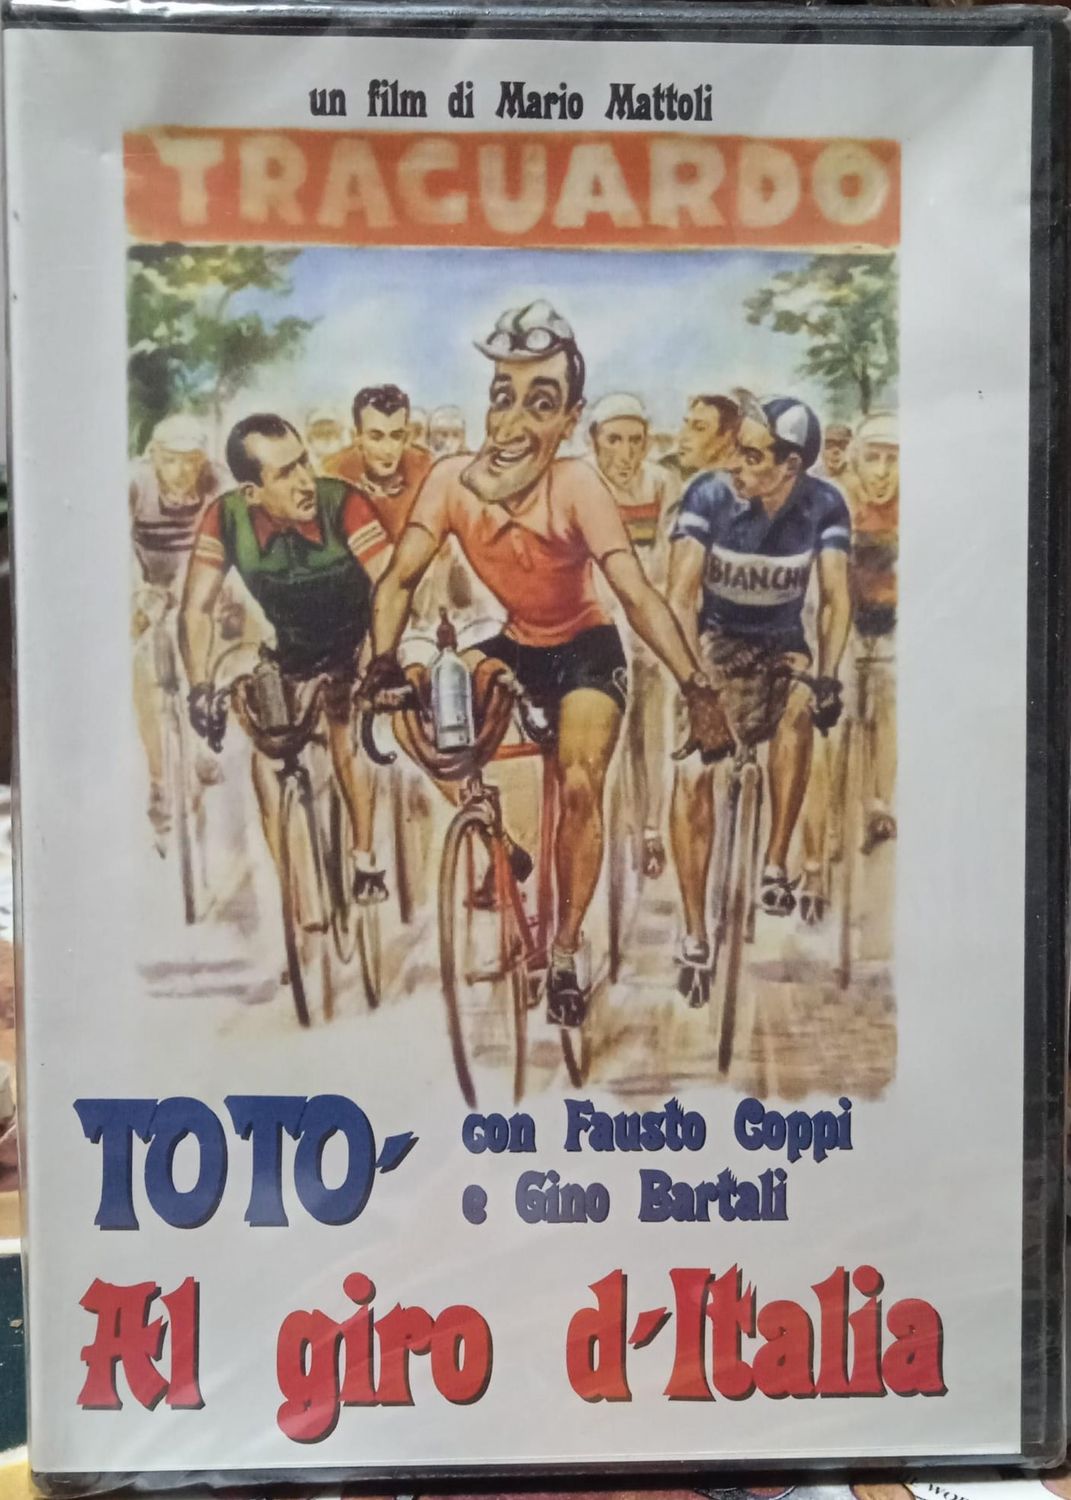 un film di Mario Mattoli
TRAGUARDO
BIANCHI
TOTO' con Fausto Coppi
e Gino Bartali
Al giro d'Italia